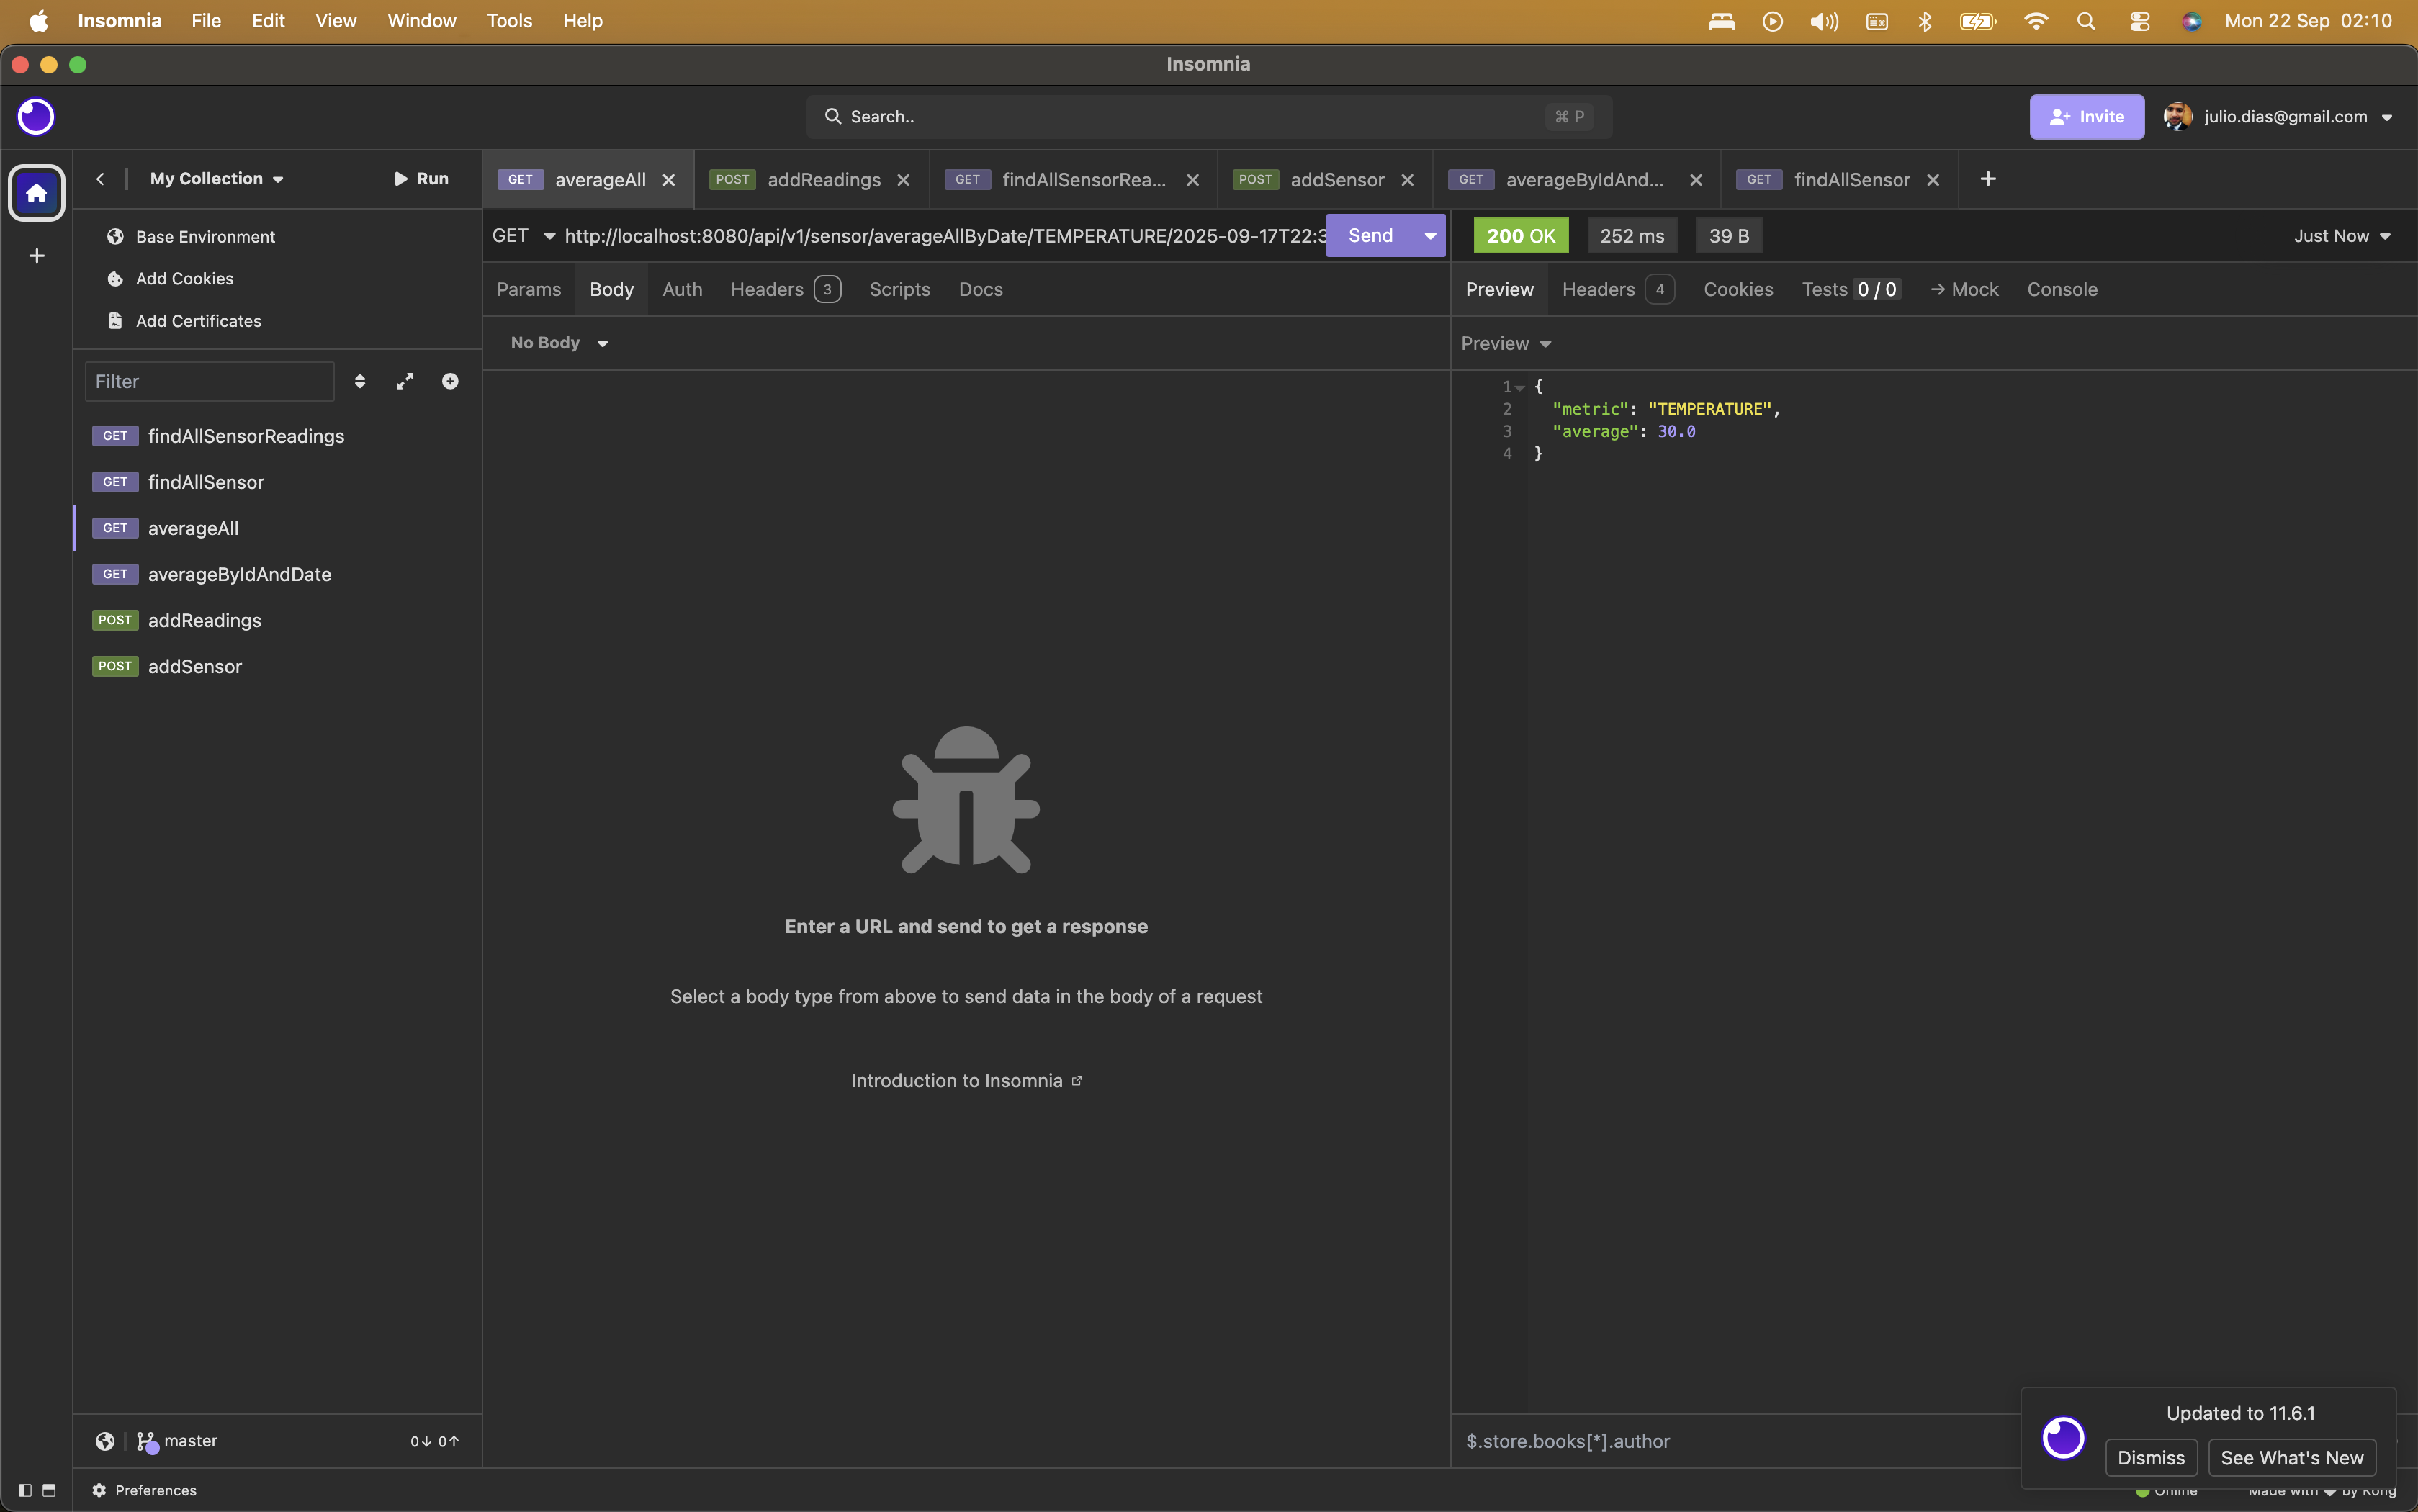 Insomnia File Edit View Window Tools Help Mon 22 Sep 02:10
Insomnia
Search.. ⌘ P Invite julio.dias@gmail.com
My Collection Run GET averageAll POST addReadings GET findAllSensorRea... POST addSensor GET averageByIdAnd... GET findAllSensor
Base Environment
Add Cookies
Add Certificates
Filter
GET findAllSensorReadings
GET findAllSensor
GET averageAll
GET averageByIdAndDate
POST addReadings
POST addSensor
master 0↓ 0↑
Preferences
GET http://localhost:8080/api/v1/sensor/averageAllByDate/TEMPERATURE/2025-09-17T22:3 Send
Params Body Auth Headers 3 Scripts Docs
No Body
Enter a URL and send to get a response
Select a body type from above to send data in the body of a request
Introduction to Insomnia
200 OK 252 ms 39 B Just Now
Preview Headers 4 Cookies Tests 0 / 0 → Mock Console
Preview
1 {
2 "metric": "TEMPERATURE",
3 "average": 30.0
4 }
$.store.books[*].author
Updated to 11.6.1
Dismiss See What's New
Online Made with ❤ by Kong